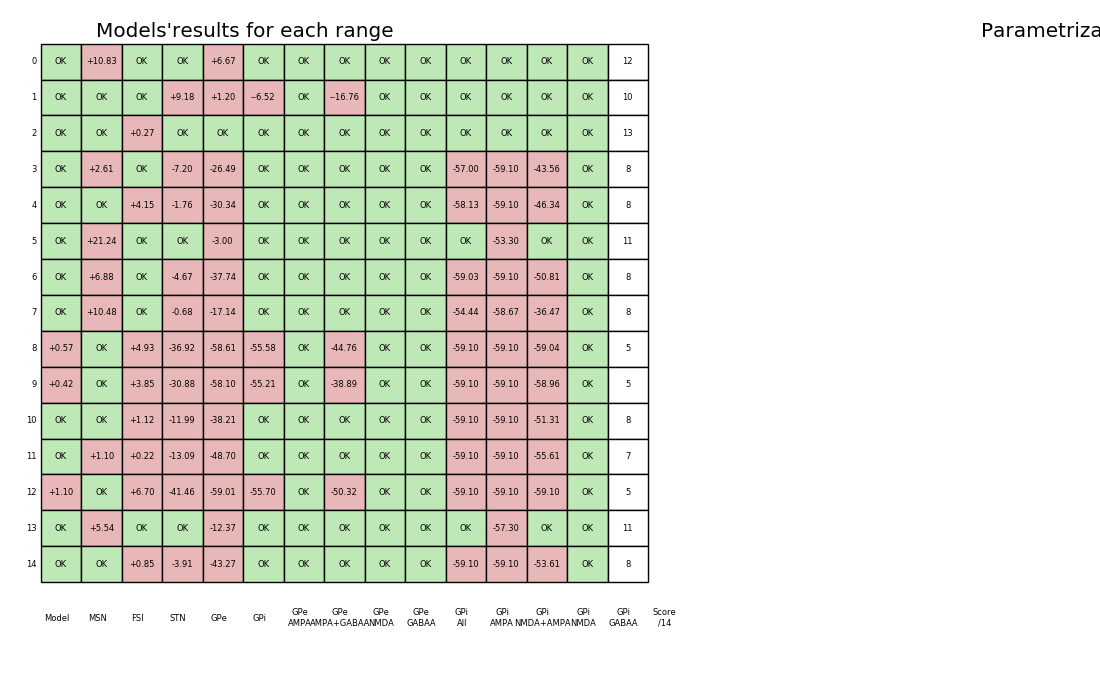 Models'results for each range
Parametriza
0 OK +10.83 OK OK +6.67 OK OK OK OK OK OK OK OK OK 12
1 OK OK OK +9.18 +1.20 −6.52 OK −16.76 OK OK OK OK OK OK 10
2 OK OK +0.27 OK OK OK OK OK OK OK OK OK OK OK 13
3 OK +2.61 OK -7.20 -26.49 OK OK OK OK OK -57.00 -59.10 -43.56 OK 8
4 OK OK +4.15 -1.76 -30.34 OK OK OK OK OK -58.13 -59.10 -46.34 OK 8
5 OK +21.24 OK OK -3.00 OK OK OK OK OK OK -53.30 OK OK 11
6 OK +6.88 OK -4.67 -37.74 OK OK OK OK OK -59.03 -59.10 -50.81 OK 8
7 OK +10.48 OK -0.68 -17.14 OK OK OK OK OK -54.44 -58.67 -36.47 OK 8
8 +0.57 OK +4.93 -36.92 -58.61 -55.58 OK -44.76 OK OK -59.10 -59.10 -59.04 OK 5
9 +0.42 OK +3.85 -30.88 -58.10 -55.21 OK -38.89 OK OK -59.10 -59.10 -58.96 OK 5
10 OK OK +1.12 -11.99 -38.21 OK OK OK OK OK -59.10 -59.10 -51.31 OK 8
11 OK +1.10 +0.22 -13.09 -48.70 OK OK OK OK OK -59.10 -59.10 -55.61 OK 7
12 +1.10 OK +6.70 -41.46 -59.01 -55.70 OK -50.32 OK OK -59.10 -59.10 -59.10 OK 5
13 OK +5.54 OK OK -12.37 OK OK OK OK OK OK -57.30 OK OK 11
14 OK OK +0.85 -3.91 -43.27 OK OK OK OK OK -59.10 -59.10 -53.61 OK 8
Model MSN FSI STN GPe GPi GPe GPe GPe GPe GPi GPi GPi GPi GPi Score
AMPA AMPA+GABAA NMDA GABAA All AMPA NMDA+AMPA NMDA GABAA /14